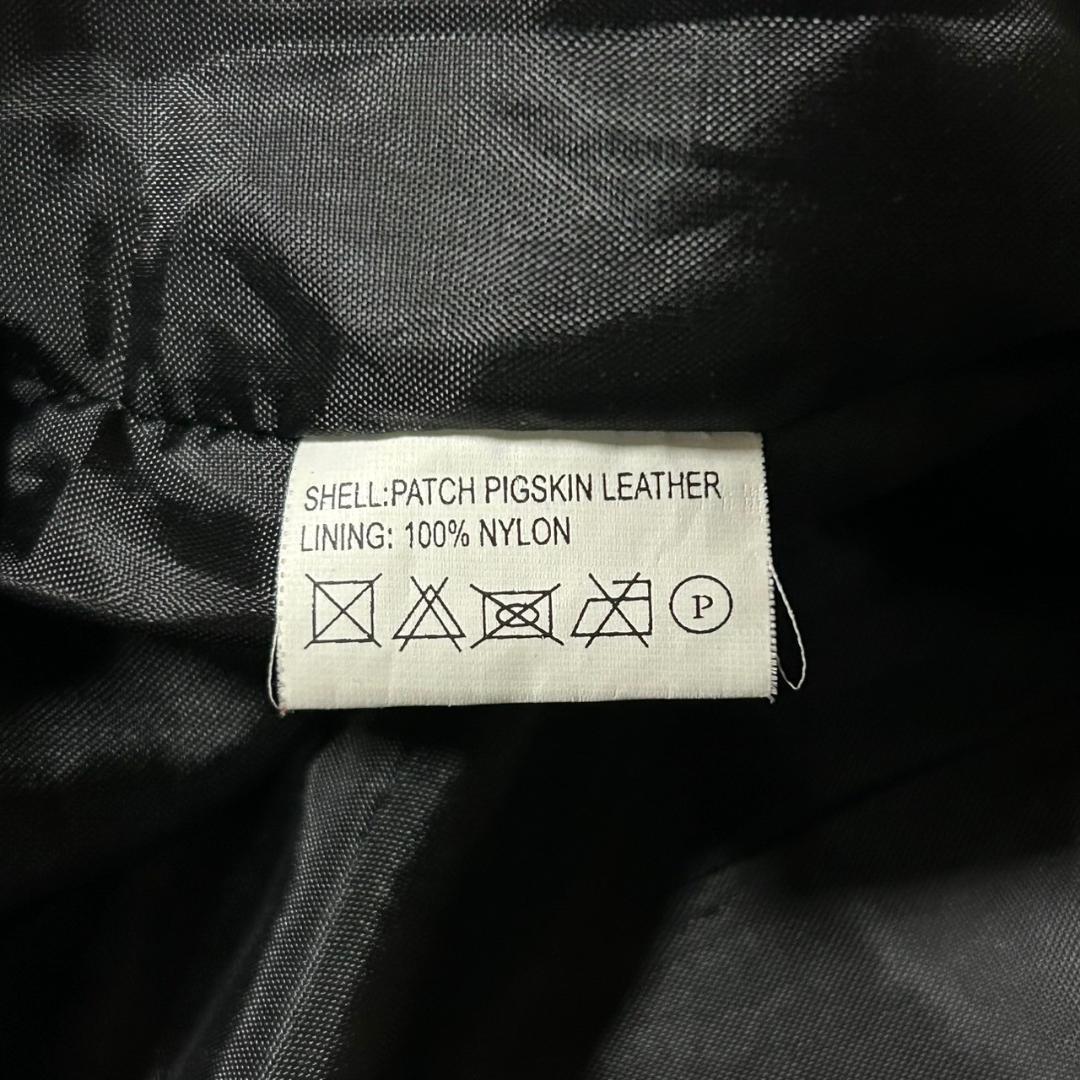 SHELL:PATCH PIGSKIN LEATHER
LINING: 100% NYLON
P